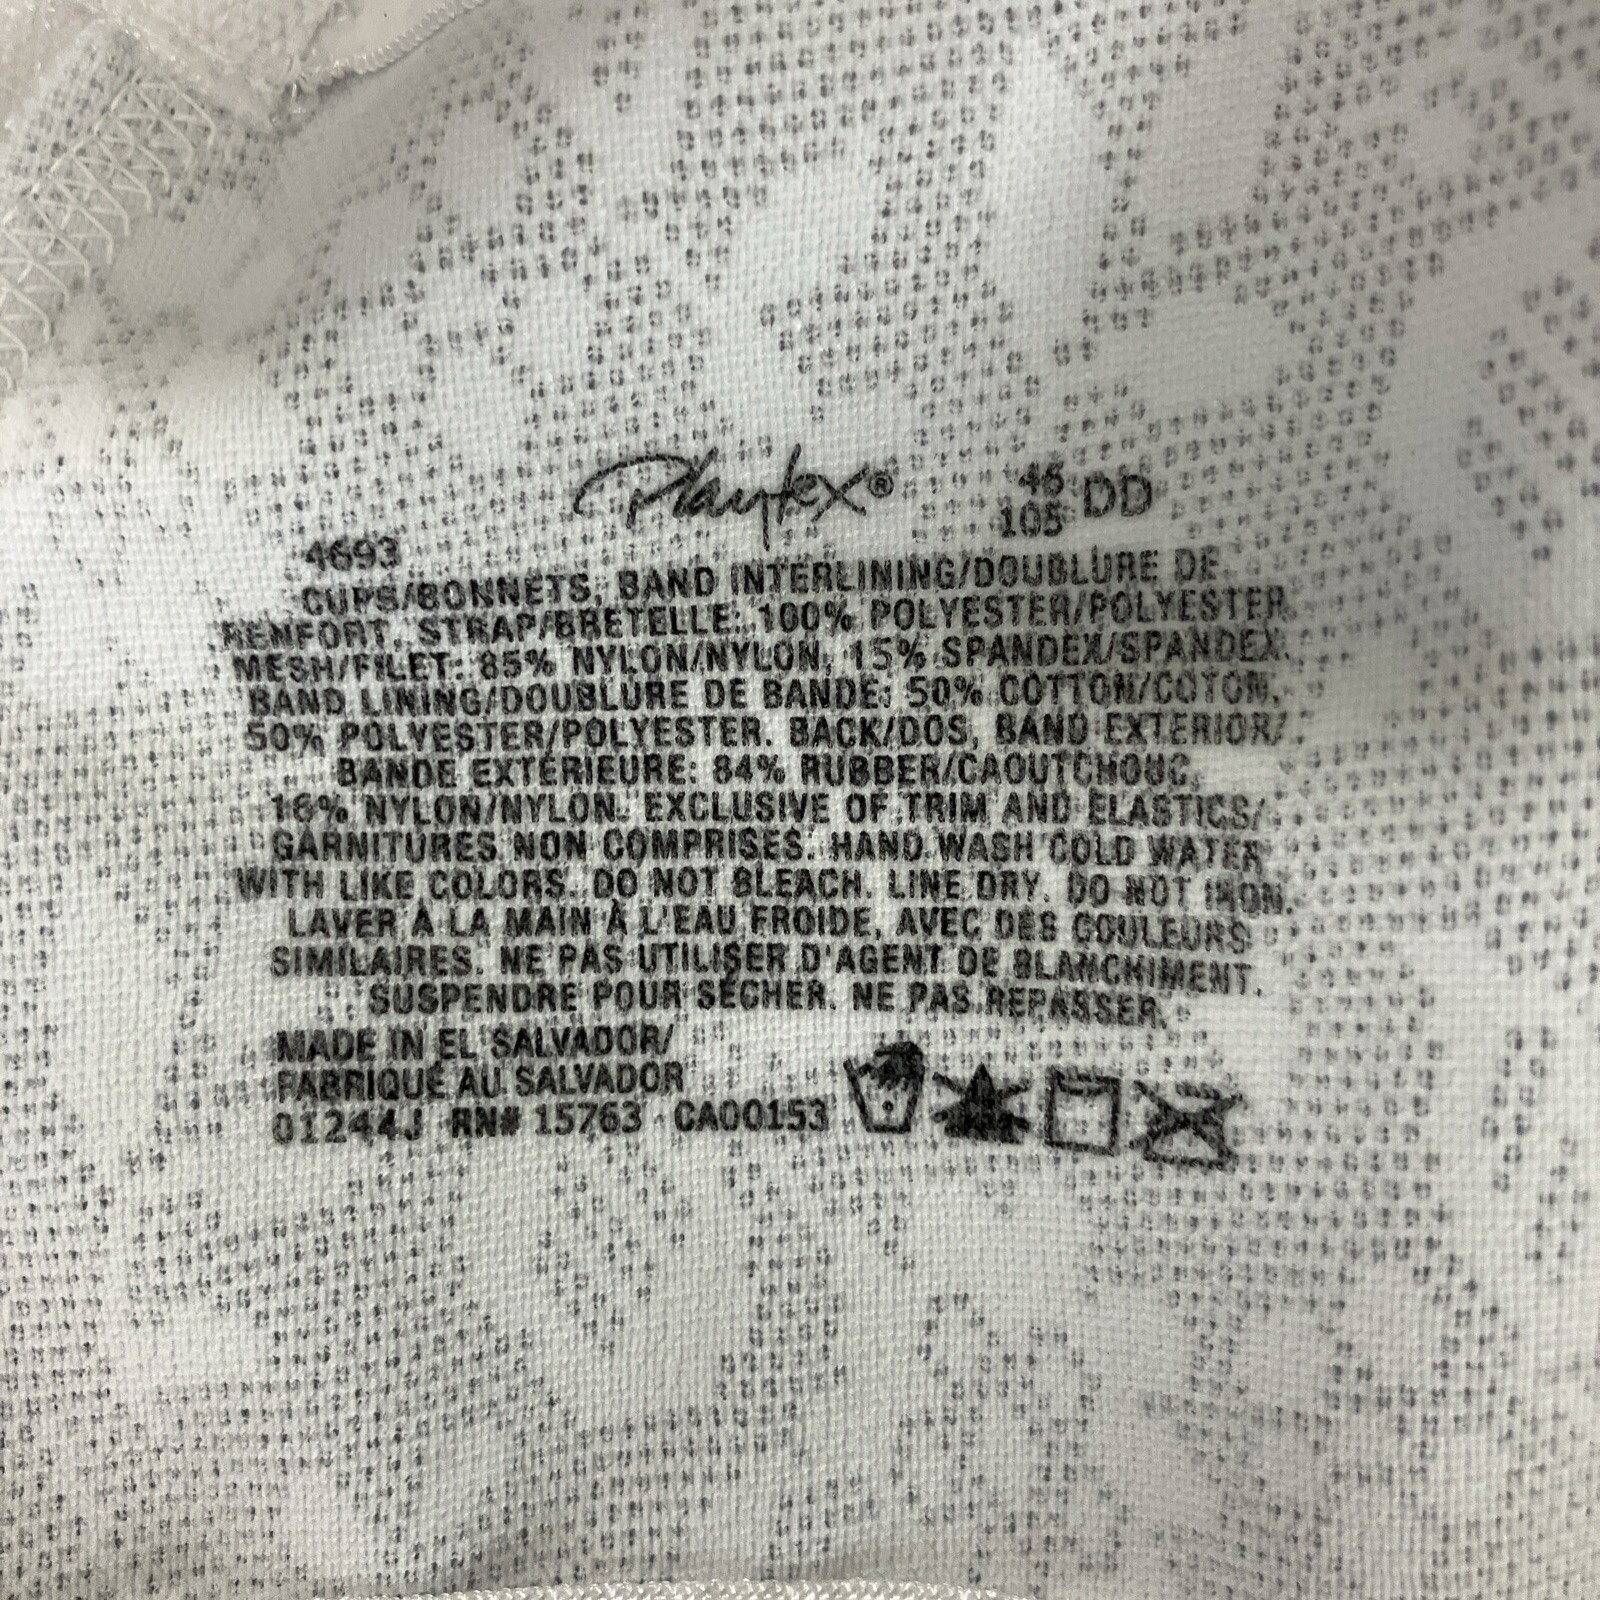 Playtex® 46 DD
105
4693
CUPS/BONNETS, BAND INTERLINING/DOUBLURE DE
RENFORT, STRAP/BRETELLE: 100% POLYESTER/POLYESTER.
MESH/FILET: 85% NYLON/NYLON, 15% SPANDEX/SPANDEX.
BAND LINING/DOUBLURE DE BANDE: 50% COTTON/COTON,
50% POLYESTER/POLYESTER. BACK/DOS, BAND EXTERIOR/
BANDE EXTÉRIEURE: 84% RUBBER/CAOUTCHOUC,
16% NYLON/NYLON. EXCLUSIVE OF TRIM AND ELASTICS/
GARNITURES NON COMPRISES. HAND WASH COLD WATER
WITH LIKE COLORS. DO NOT BLEACH. LINE DRY. DO NOT IRON.
LAVER À LA MAIN À L'EAU FROIDE, AVEC DES COULEURS
SIMILAIRES. NE PAS UTILISER D'AGENT DE BLANCHIMENT.
SUSPENDRE POUR SÉCHER. NE PAS REPASSER.
MADE IN EL SALVADOR/
FABRIQUÉ AU SALVADOR
01244J RN# 15763 CA00153